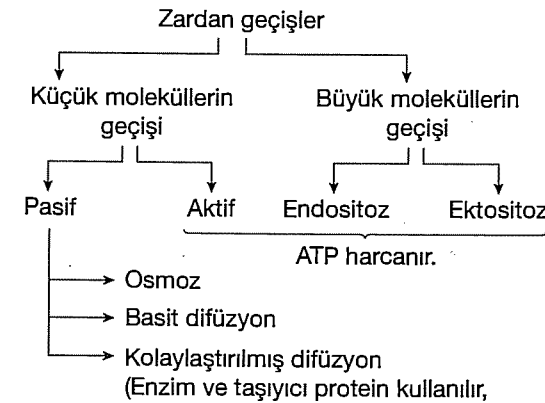 Zardan geçişler
Küçük moleküllerin
geçişi
Büyük moleküllerin
geçişi
Pasif
Aktif
Endositoz
Ektositoz
ATP harcanır.
Osmoz
Basit difüzyon
Kolaylaştırılmış difüzyon
(Enzim ve taşıyıcı protein kullanılır,